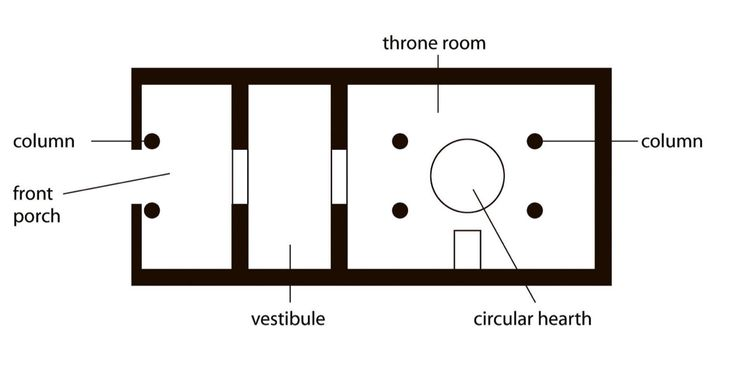 throne room
column
column
front
porch
vestibule
circular hearth